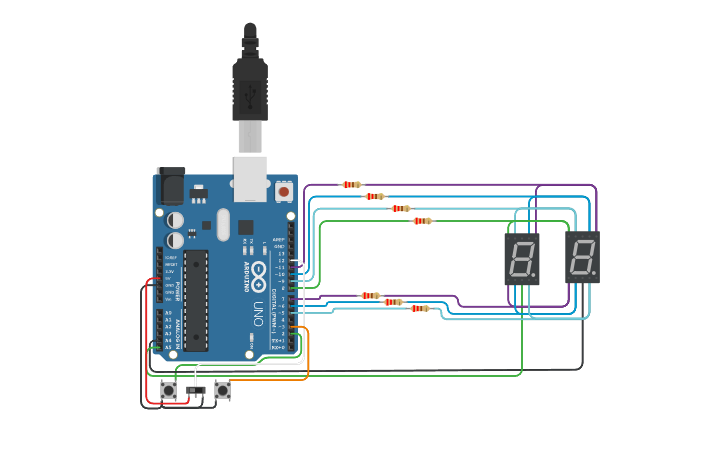 AREF
GND
13
12
~11
~10
~9
8
7
~6
~5
4
~3
2
TX→1
RX←0
DIGITAL (PWM~)
L
TX
RX
ARDUINO
UNO
ON
IOREF
RESET
3.3V
5V
GND
GND
Vin
POWER
A0
A1
A2
A3
A4
A5
ANALOG IN